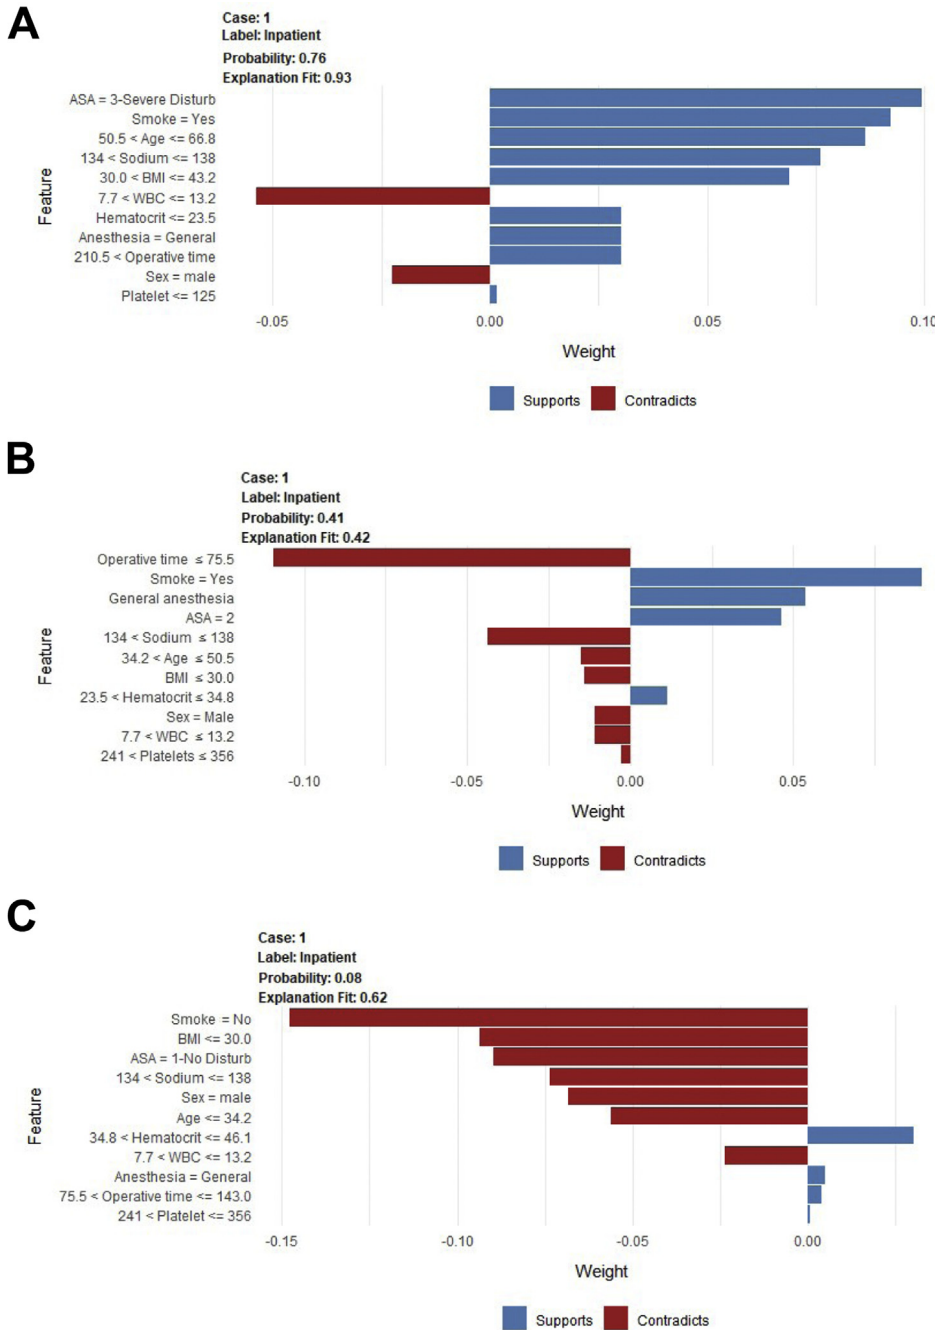 A
Case: 1
Label: Inpatient
Probability: 0.76
Explanation Fit: 0.93
Feature
ASA = 3-Severe Disturb
Smoke = Yes
50.5 < Age <= 66.8
134 < Sodium <= 138
30.0 < BMI <= 43.2
7.7 < WBC <= 13.2
Hematocrit <= 23.5
Anesthesia = General
210.5 < Operative time
Sex = male
Platelet <= 125
-0.05 0.00 0.05 0.10
Weight
Supports Contradicts
B
Case: 1
Label: Inpatient
Probability: 0.41
Explanation Fit: 0.42
Feature
Operative time ≤ 75.5
Smoke = Yes
General anesthesia
ASA = 2
134 < Sodium ≤ 138
34.2 < Age ≤ 50.5
BMI ≤ 30.0
23.5 < Hematocrit ≤ 34.8
Sex = Male
7.7 < WBC ≤ 13.2
241 < Platelets ≤ 356
-0.10 -0.05 0.00 0.05
Weight
Supports Contradicts
C
Case: 1
Label: Inpatient
Probability: 0.08
Explanation Fit: 0.62
Feature
Smoke = No
BMI <= 30.0
ASA = 1-No Disturb
134 < Sodium <= 138
Sex = male
Age <= 34.2
34.8 < Hematocrit <= 46.1
7.7 < WBC <= 13.2
Anesthesia = General
75.5 < Operative time <= 143.0
241 < Platelet <= 356
-0.15 -0.10 -0.05 0.00
Weight
Supports Contradicts